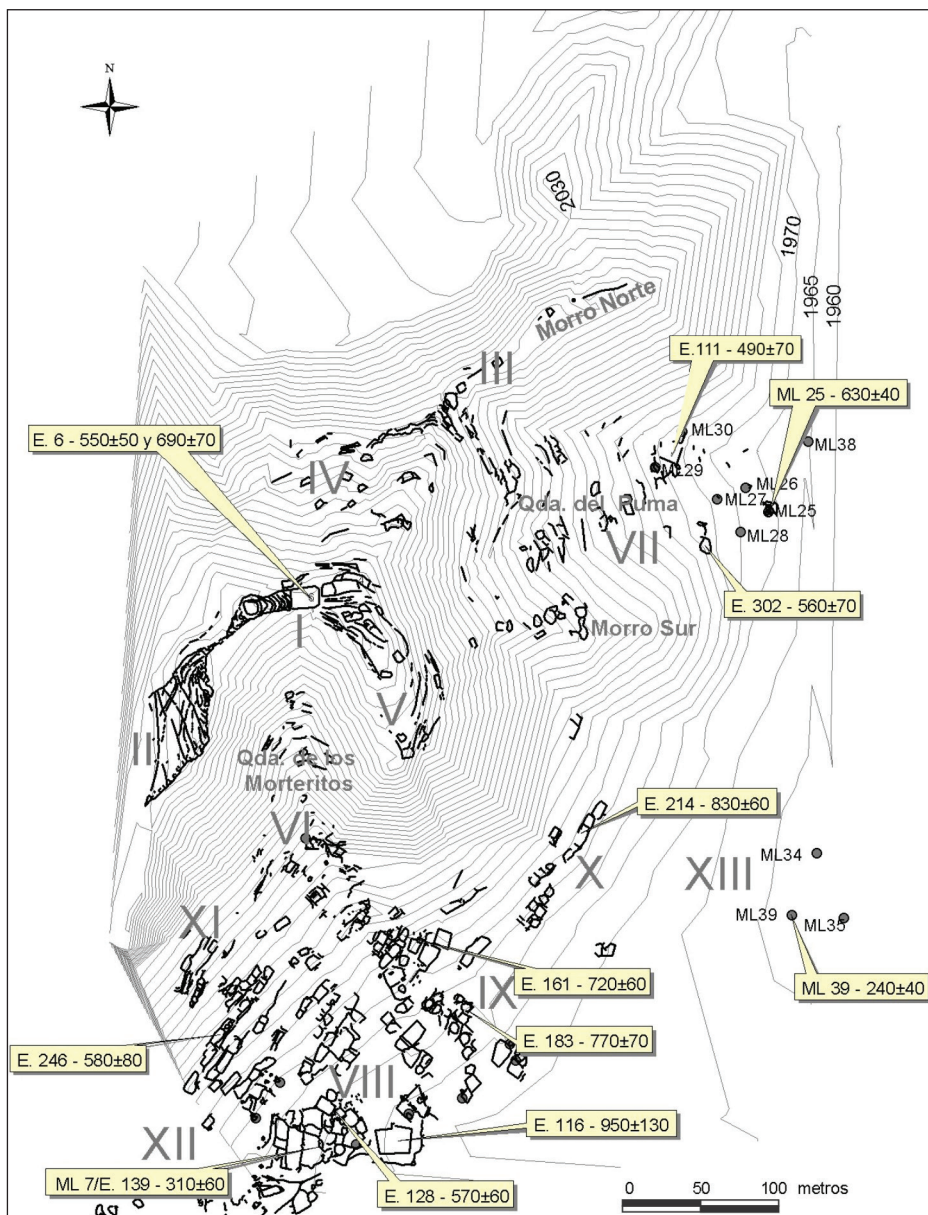 N
2030
1970
1965
1960
Morro Norte
E.111 - 490±70
III
ML 25 - 630±40
E. 6 - 550±50 y 690±70
ML30
ML38
IV
ML29
ML26
Qda. del Puma
ML27
ML25
VII
ML28
E. 302 - 560±70
I
Morro Sur
V
II
Qda. de los
Morteritos
VI
E. 214 - 830±60
X
XIII
ML34
ML39
ML35
XI
E. 161 - 720±60
IX
ML 39 - 240±40
E. 183 - 770±70
E. 246 - 580±80
VIII
E. 116 - 950±130
XII
ML 7/E. 139 - 310±60
E. 128 - 570±60
0 50 100 metros